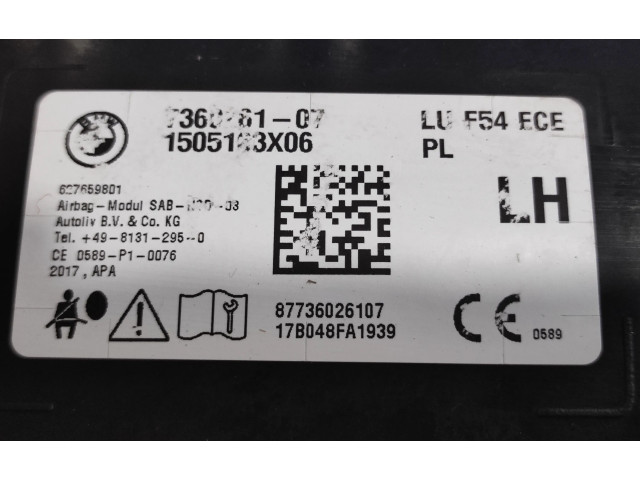 BMW
LU F54 ECE
PL
LH
627659801
Airbag-Modul
Autoliv B.V. & Co. KG
Tel. +49-8131-295-0
CE 0589-P1-0076
2017, APA
87736026107
17B048FA1939
CE 0589